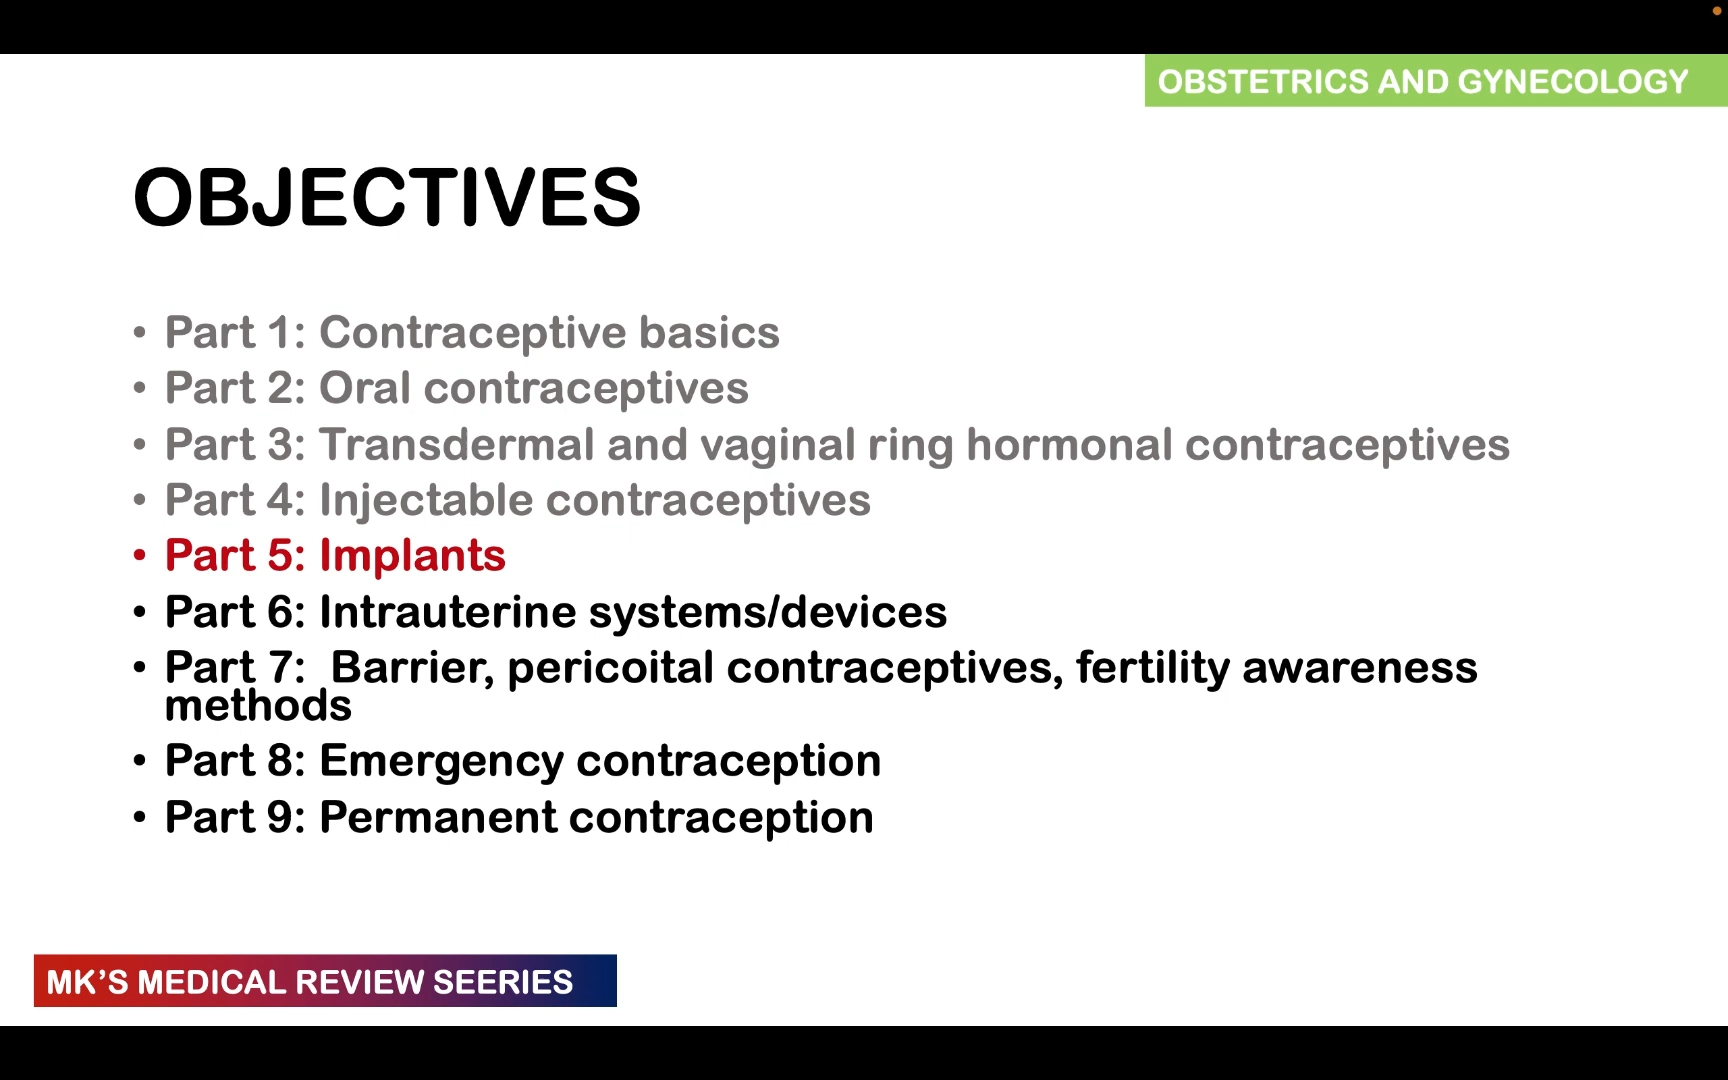 OBSTETRICS AND GYNECOLOGY
OBJECTIVES
• Part 1: Contraceptive basics
• Part 2: Oral contraceptives
• Part 3: Transdermal and vaginal ring hormonal contraceptives
• Part 4: Injectable contraceptives
• Part 5: Implants
• Part 6: Intrauterine systems/devices
• Part 7:  Barrier, pericoital contraceptives, fertility awareness
methods
• Part 8: Emergency contraception
• Part 9: Permanent contraception
MK’S MEDICAL REVIEW SEERIES